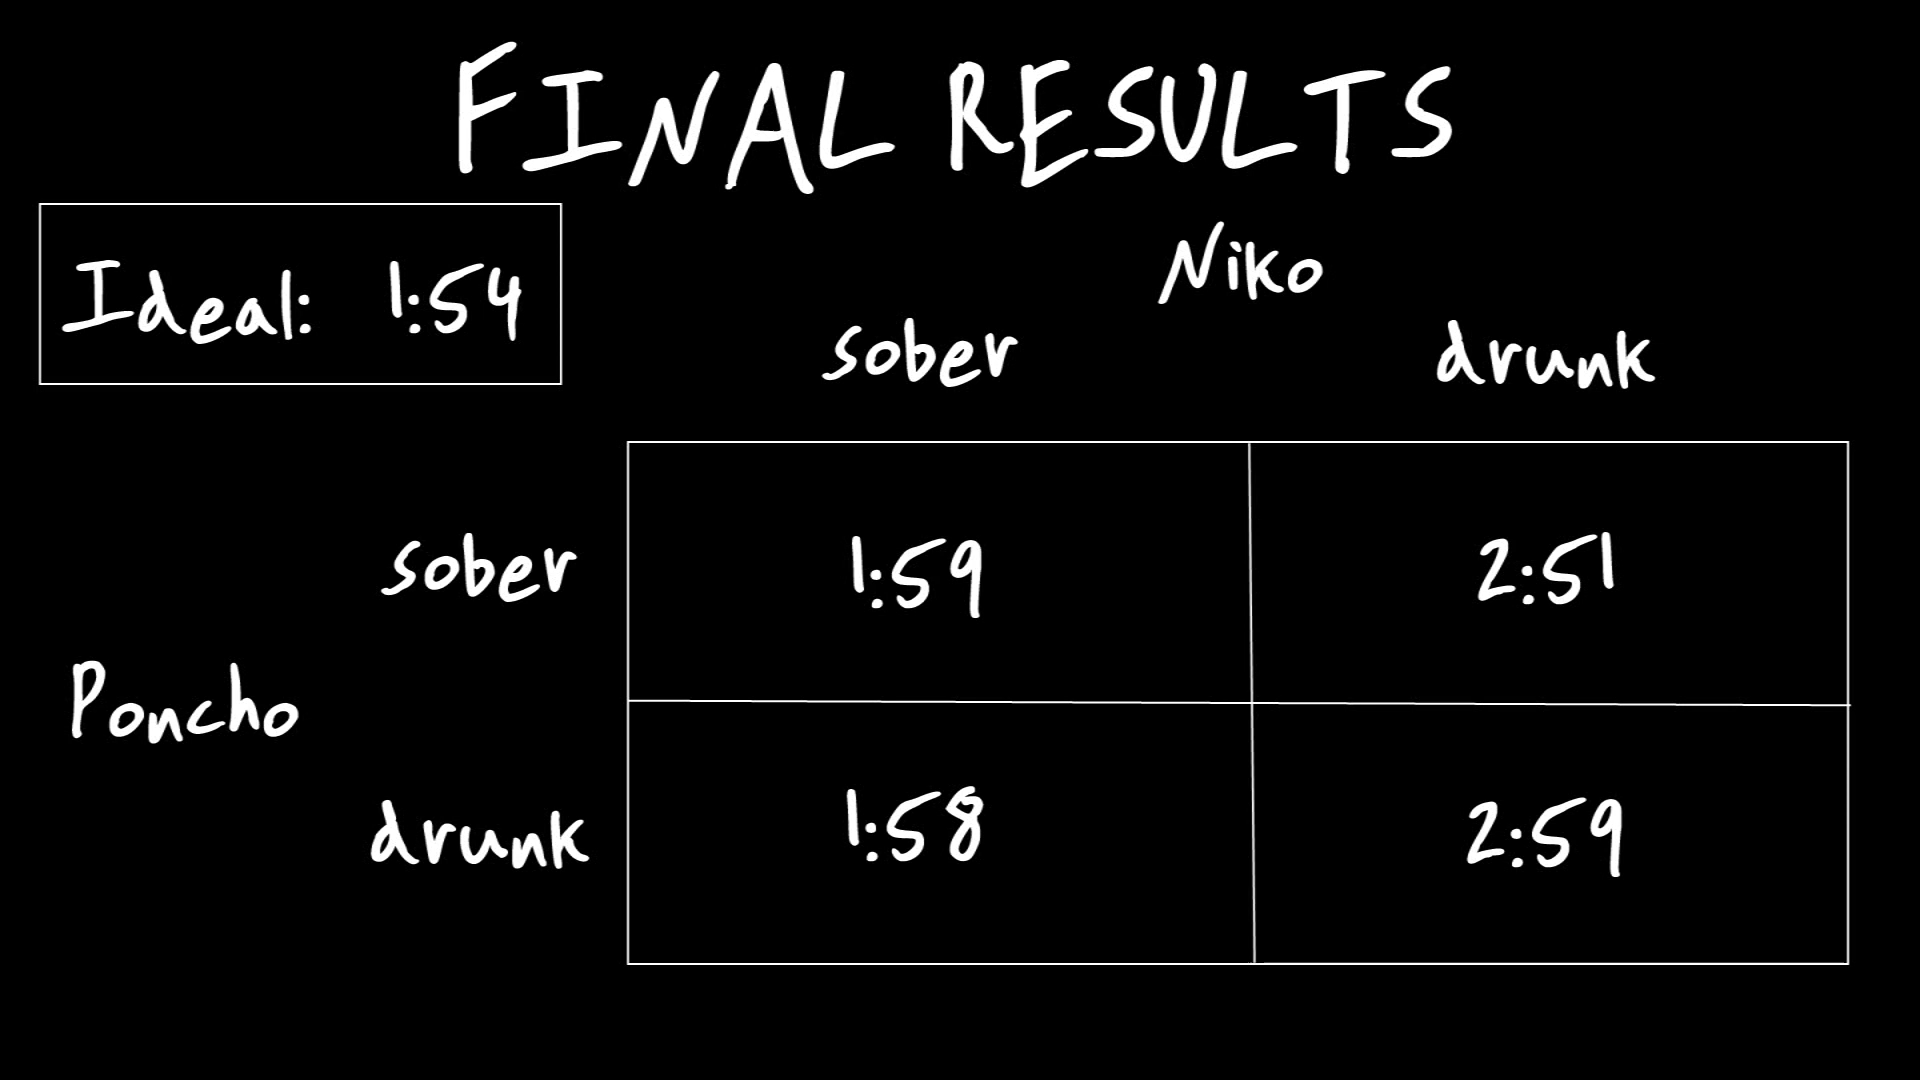 FINAL RESULTS
Ideal: 1:54
Niko
sober drunk
sober 1:59 2:51
Poncho
drunk 1:58 2:59